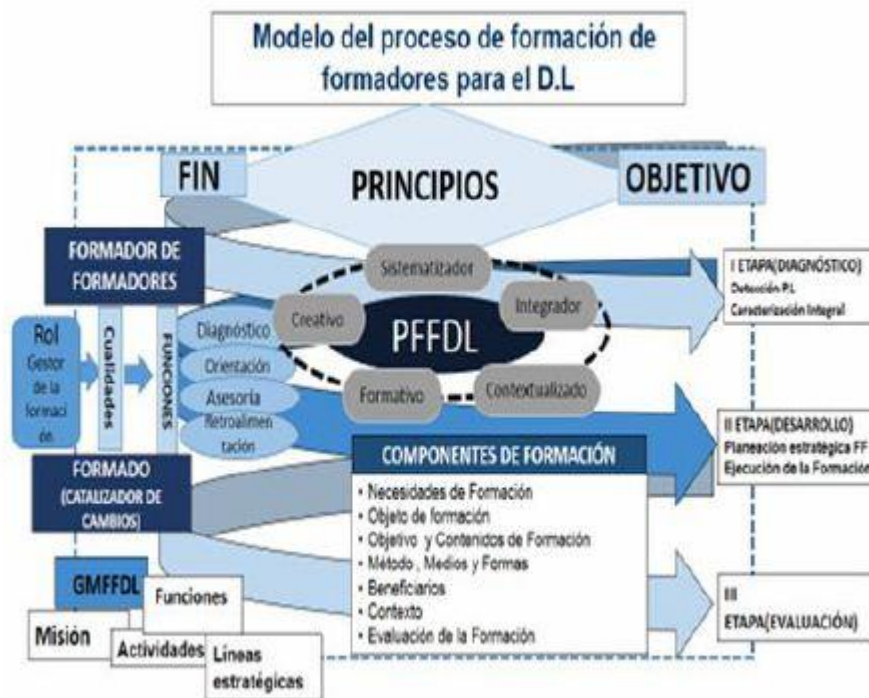 Modelo del proceso de formación de
formadores para el D.L
FIN
PRINCIPIOS
OBJETIVO
FORMADOR DE
FORMADORES
Sistematizador
Integrador
Creativo
PFFDL
Formativo
Contextualizado
I ETAPA(DIAGNÓSTICO)
Detección P.L
Caracterización Integral
Rol
Gestor
de la
formaci
ón
Cualidades
FUNCIONES
Diagnóstico
Orientación
Asesoría
Retroalimen
tación
II ETAPA(DESARROLLO)
Planeación estratégica FF
Ejecución de la Formación
FORMADO
(CATALIZADOR DE
CAMBIOS)
COMPONENTES DE FORMACIÓN
• Necesidades de Formación
• Objeto de formación
• Objetivo y Contenidos de Formación
• Método, Medios y Formas
• Beneficiarios
• Contexto
• Evaluación de la Formación
GMFFDL
Funciones
Misión
Actividades
Líneas
estratégicas
III
ETAPA(EVALUACIÓN)